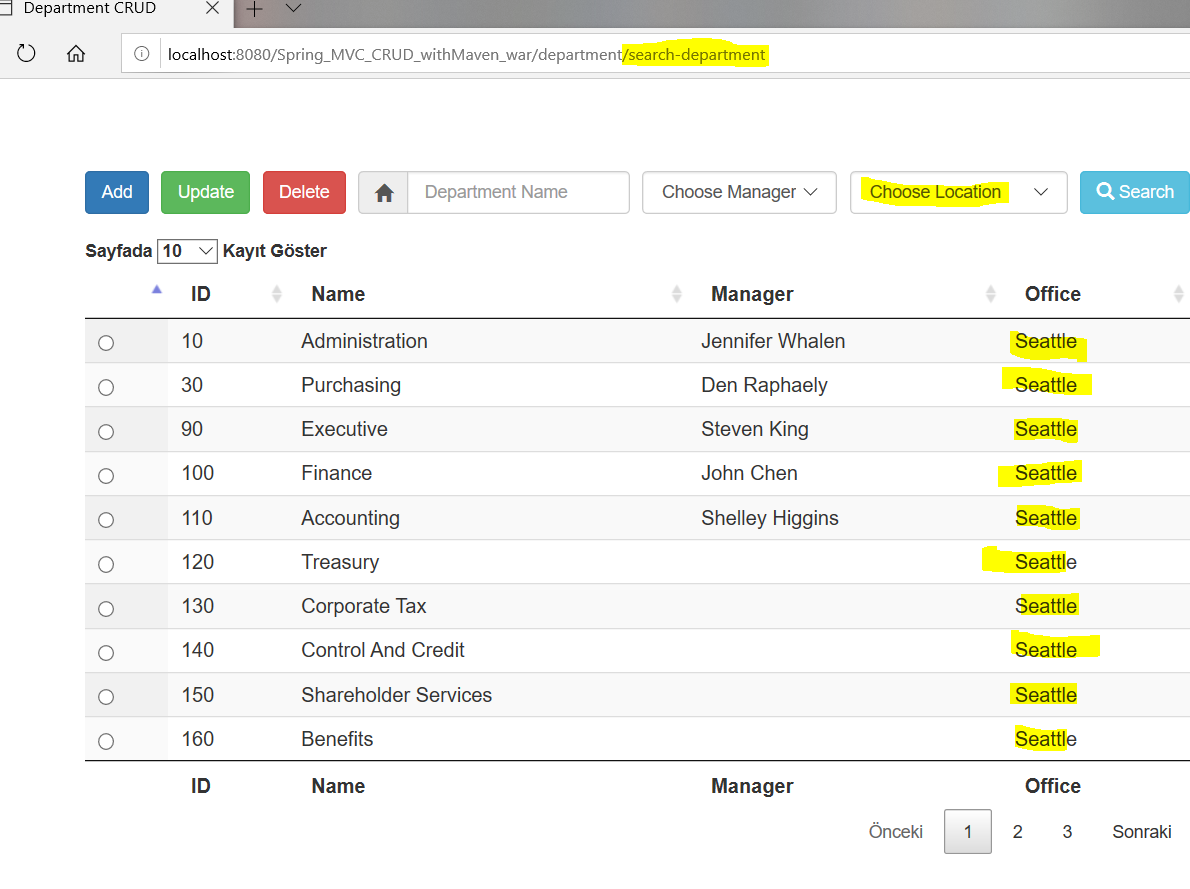 Department CRUD
localhost:8080/Spring_MVC_CRUD_withMaven_war/department/search-department
Add Update Delete Department Name Choose Manager Choose Location Search
Sayfada 10 Kayıt Göster
ID Name Manager Office
10 Administration Jennifer Whalen Seattle
30 Purchasing Den Raphaely Seattle
90 Executive Steven King Seattle
100 Finance John Chen Seattle
110 Accounting Shelley Higgins Seattle
120 Treasury Seattle
130 Corporate Tax Seattle
140 Control And Credit Seattle
150 Shareholder Services Seattle
160 Benefits Seattle
ID Name Manager Office
Önceki 1 2 3 Sonraki